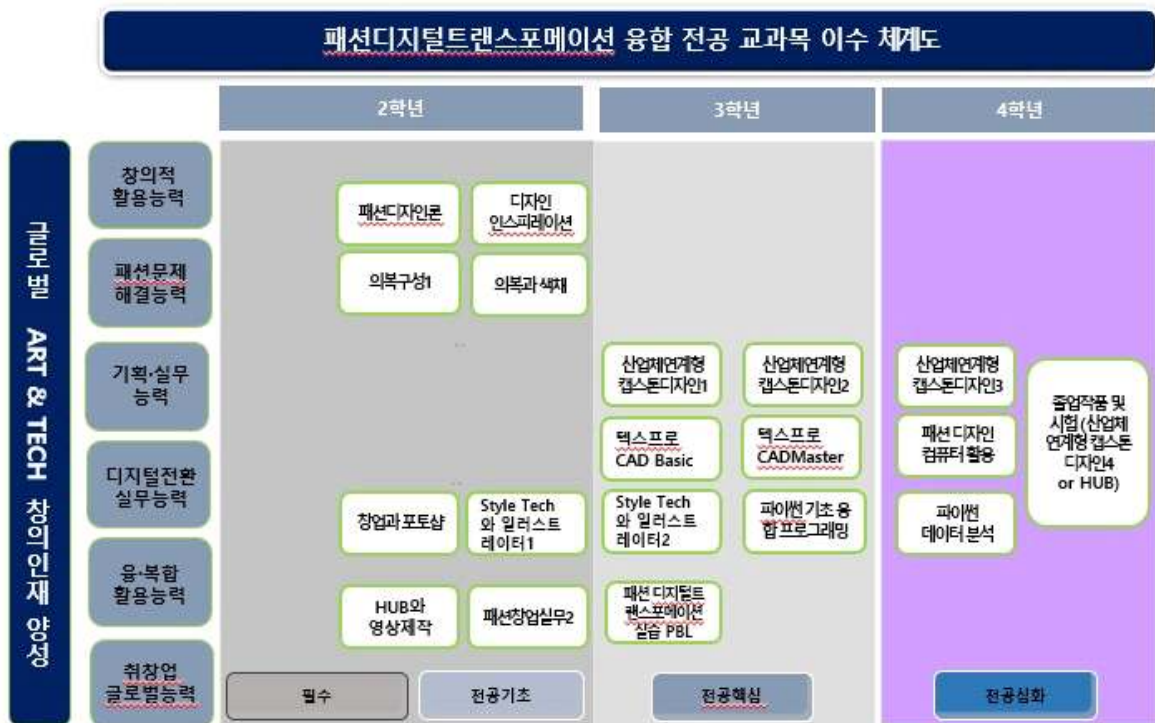 패션디지털트랜스포메이션 융합 전공 교과목 이수 체계도
2학년
3학년
4학년
글로벌 ART & TECH 창의인재 양성
창의적
활용능력
패션문제
해결능력
기획·실무
능력
디지털전환
실무능력
융·복합
활용능력
취창업
글로벌능력
패션디자인론
디자인
인스피레이션
의복구성1
의복과 색채
창업과 포토샵
Style Tech
와 일러스트
레이터1
HUB와
영상제작
패션창업실무2
산업체연계형
캡스톤디자인1
산업체연계형
캡스톤디자인2
텍스프로
CAD Basic
텍스프로
CADMaster
Style Tech
와 일러스트
레이터2
파이썬 기초 융
합 프로그래밍
패션 디지털트
랜스포메이션
실습 PBL
산업체연계형
캡스톤디자인3
패션 디자인
컴퓨터 활용
파이썬
데이터 분석
졸업작품 및
시험 (산업체
연계형 캡스톤
디자인4
or HUB)
필수
전공기초
전공핵심
전공심화